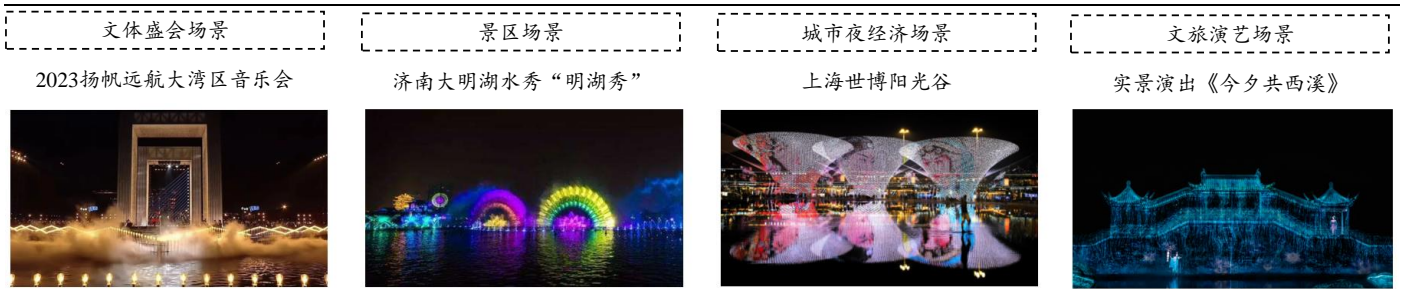 文体盛会场景
景区场景
城市夜经济场景
文旅演艺场景
2023扬帆远航大湾区音乐会
济南大明湖水秀“明湖秀”
上海世博阳光谷
实景演出《今夕共西溪》